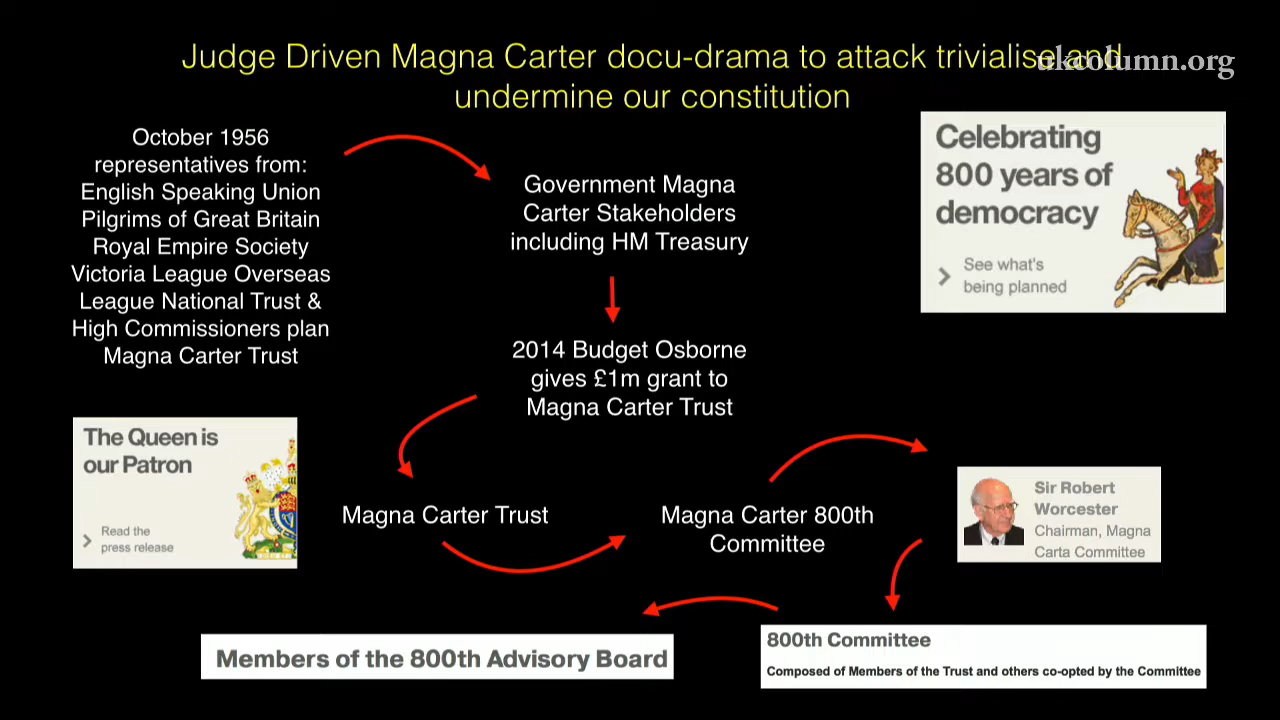 Judge Driven Magna Carter docu-drama to attack trivialise and
undermine our constitution
ukcolumn.org
October 1956
representatives from:
English Speaking Union
Pilgrims of Great Britain
Royal Empire Society
Victoria League Overseas
League National Trust &
High Commissioners plan
Magna Carter Trust
Government Magna
Carter Stakeholders
including HM Treasury
Celebrating
800 years of
democracy
See what's
being planned
2014 Budget Osborne
gives £1m grant to
Magna Carter Trust
The Queen is
our Patron
Read the
press release
Magna Carter Trust
Magna Carter 800th
Committee
Sir Robert
Worcester
Chairman, Magna
Carta Committee
Members of the 800th Advisory Board
800th Committee
Composed of Members of the Trust and others co-opted by the Committee